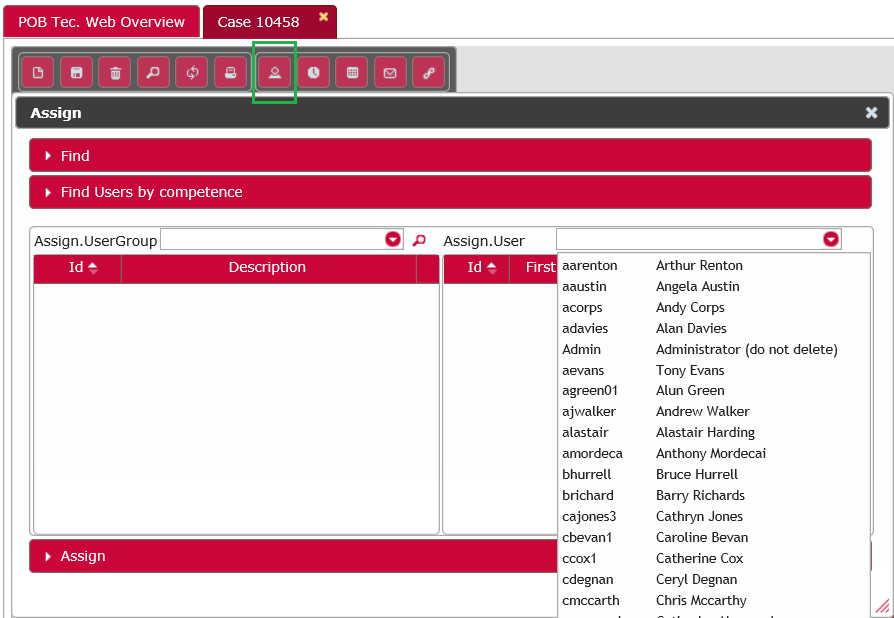 POB Tec. Web Overview
Case 10458
Assign
Find
Find Users by competence
Assign.UserGroup
Assign.User
Id Description
Id First
aarenton Arthur Renton
aaustin Angela Austin
acorps Andy Corps
adavies Alan Davies
Admin Administrator (do not delete)
aevans Tony Evans
agreen01 Alun Green
ajwalker Andrew Walker
alastair Alastair Harding
amordeca Anthony Mordecai
bhurrell Bruce Hurrell
brichard Barry Richards
cajones3 Cathryn Jones
cbevan1 Caroline Bevan
ccox1 Catherine Cox
cdegnan Ceryl Degnan
cmccarth Chris Mccarthy
Assign